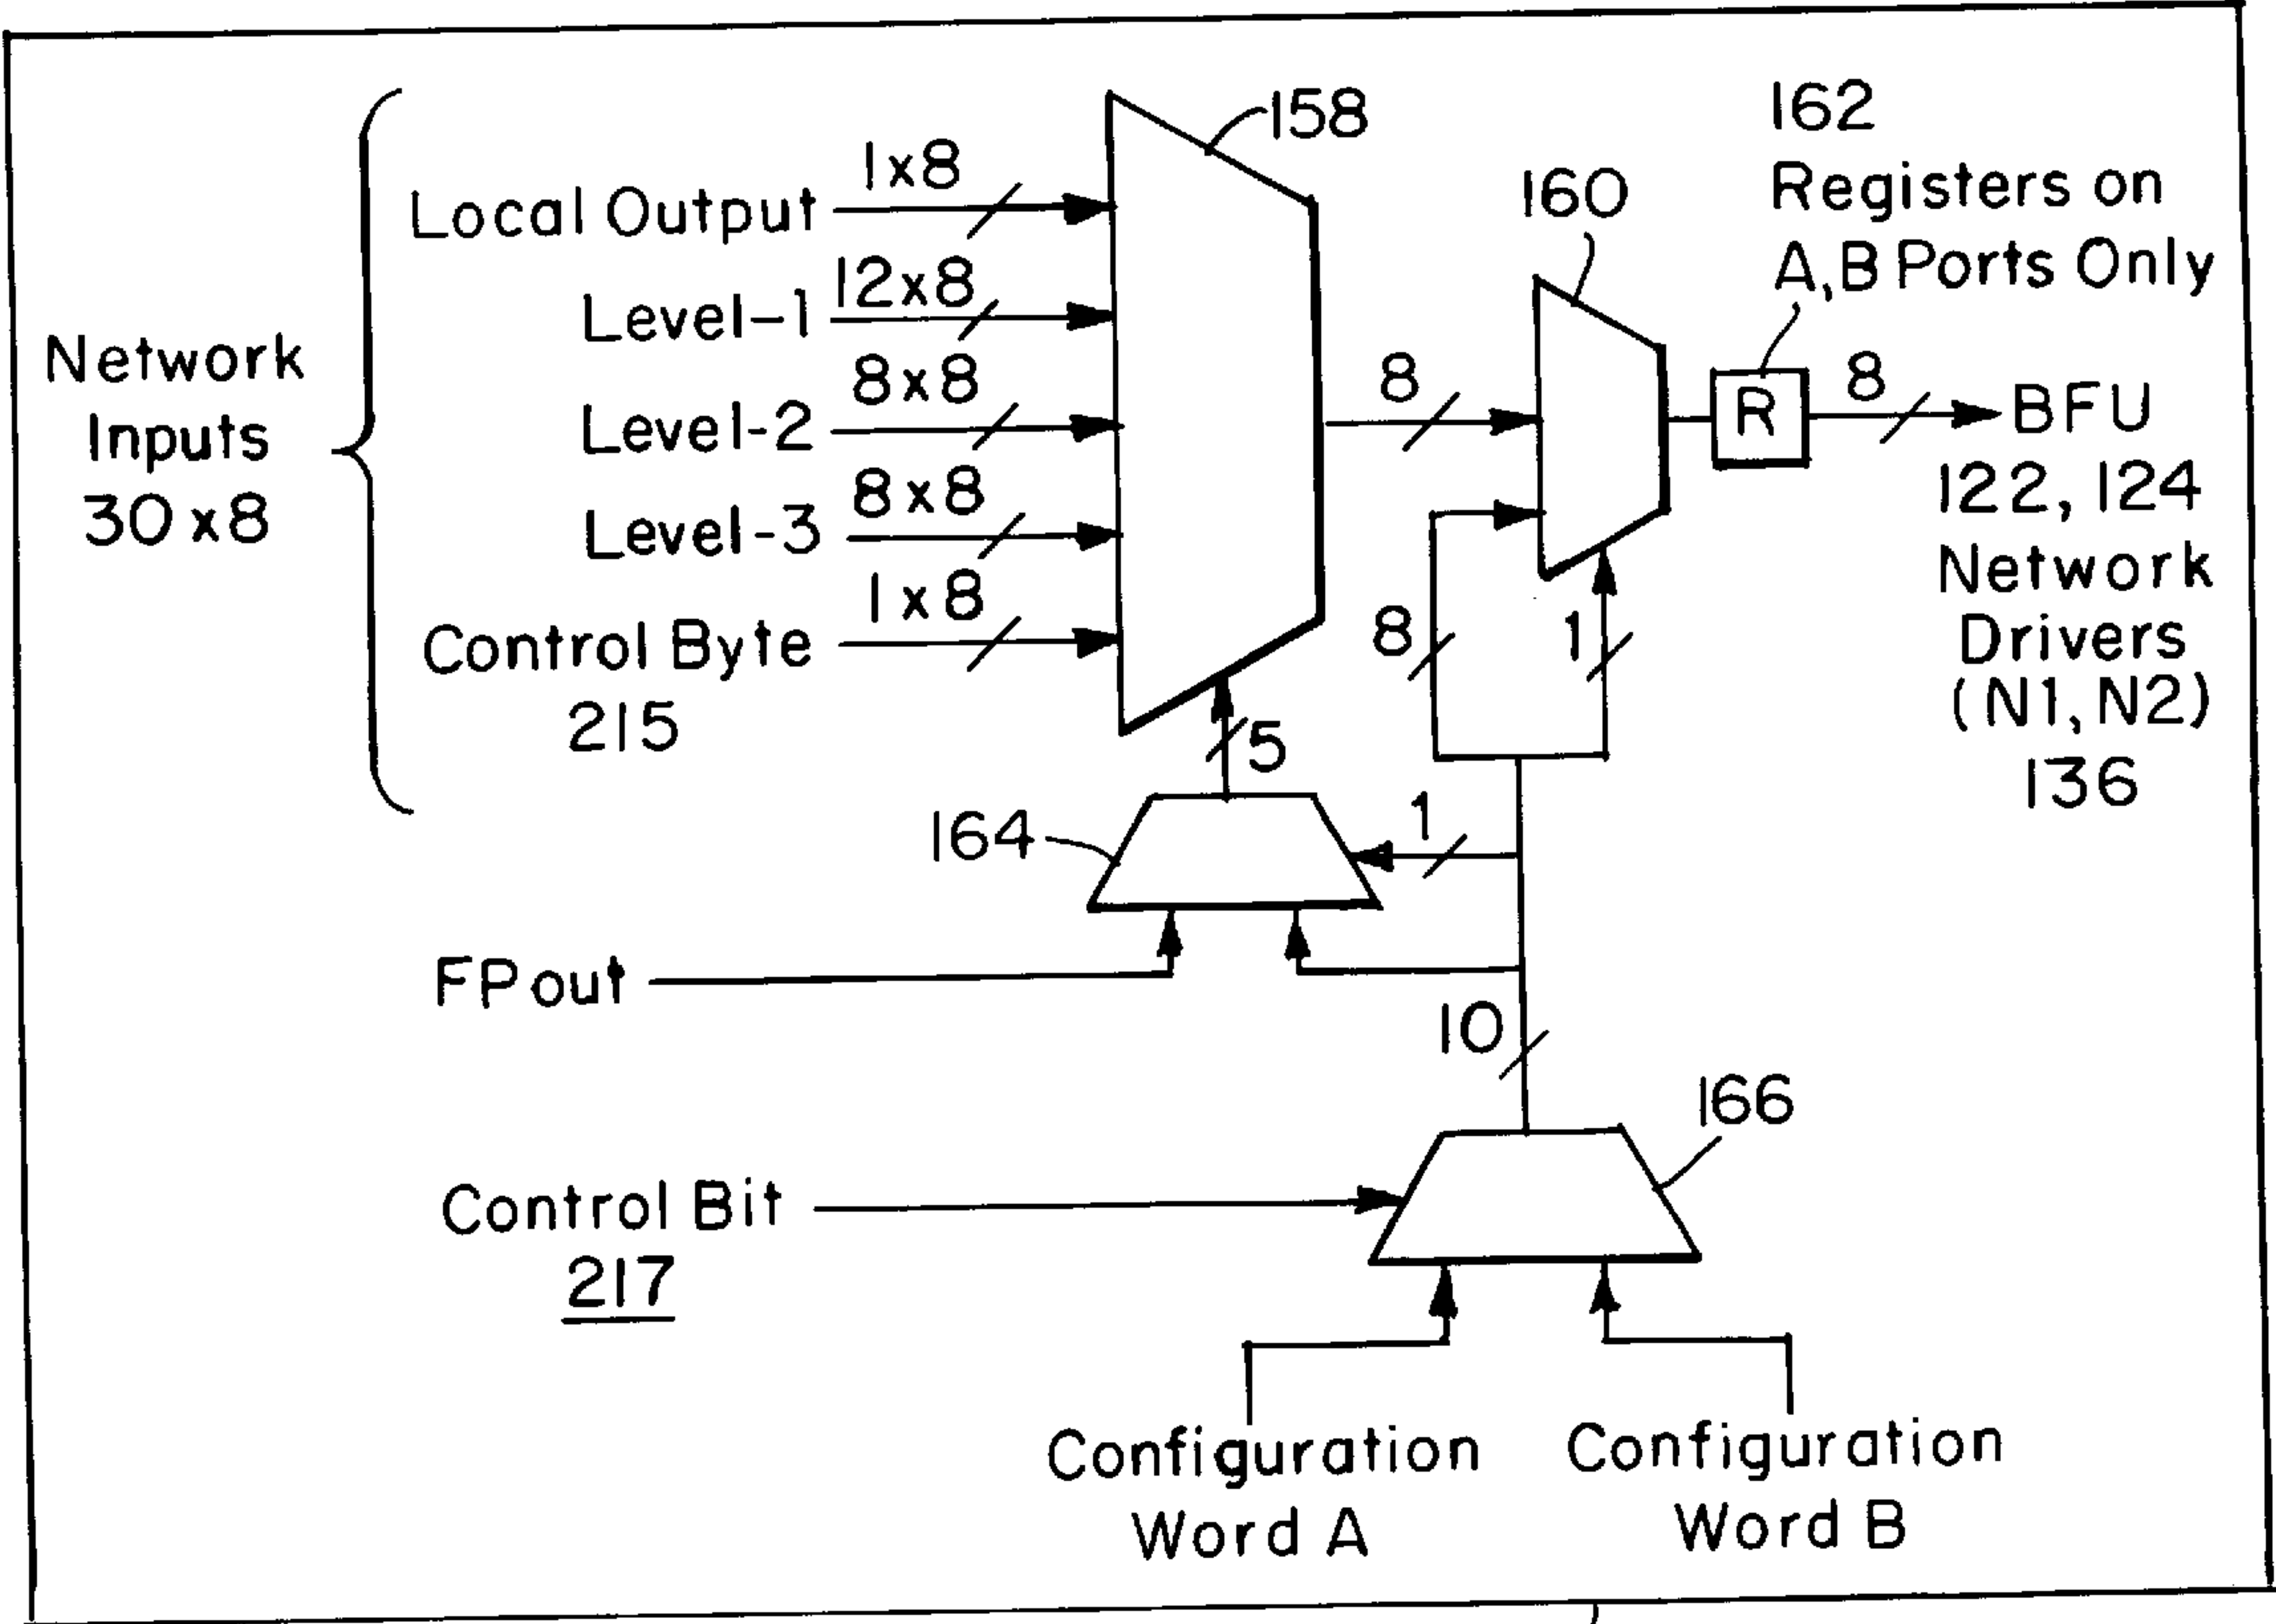 158
162
Registers on
A,B Ports Only
160
Network
Inputs
30x8
Local Output 1x8
Level-1 12x8
Level-2 8x8
Level-3 8x8
Control Byte 1x8
215
8
R
8
BFU
122, 124
Network
Drivers
(N1,N2)
136
8
1
5
164
1
FPout
10
166
Control Bit
217
Configuration
Word A
Configuration
Word B